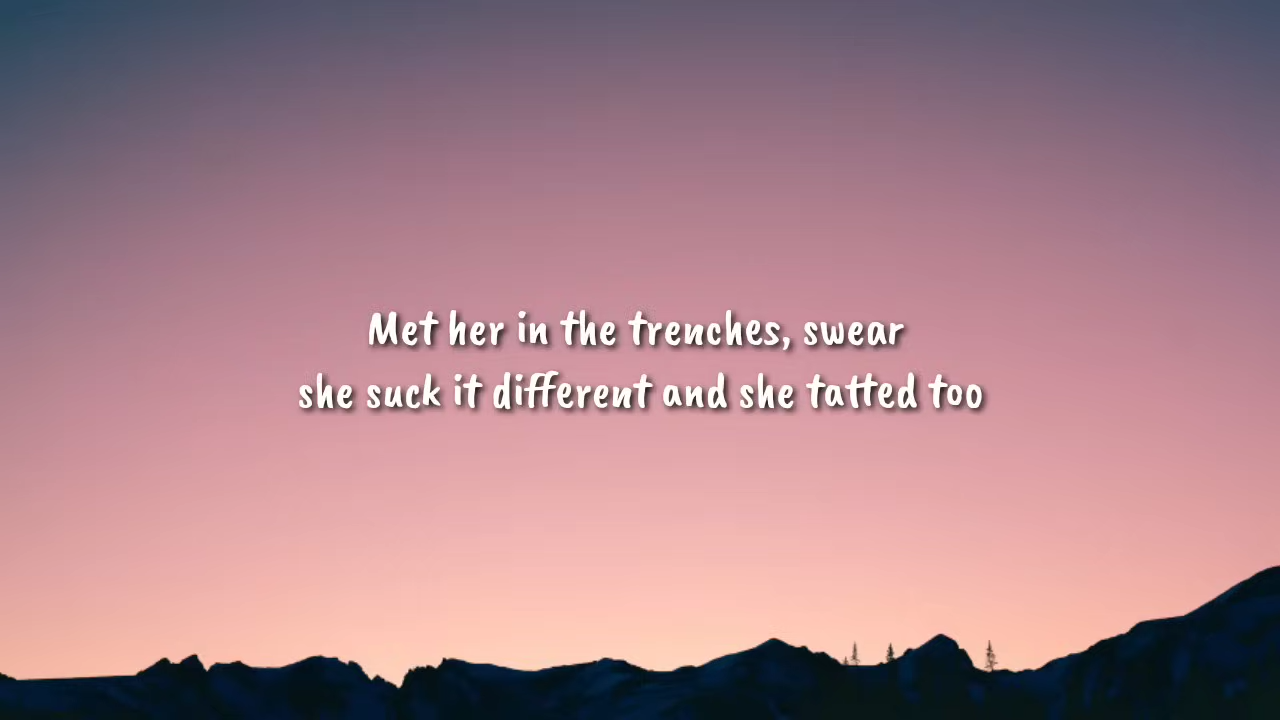 Met her in the trenches, swear
she suck it different and she tatted too